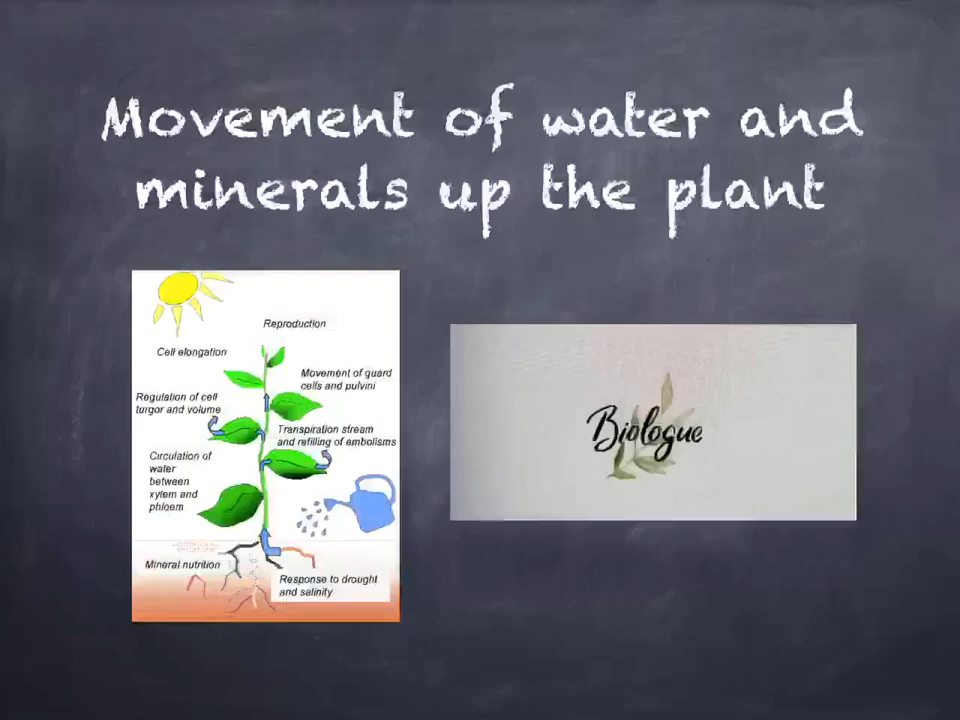 Movement of water and
minerals up the plant
Reproduction
Cell elongation
Movement of guard
cells and pulvini
Regulation of cell
turgor and volume
Transpiration stream
and refilling of embolisms
Circulation of
water
between
xylem and
phloem
Mineral nutrition
Response to drought
and salinity
Biologue